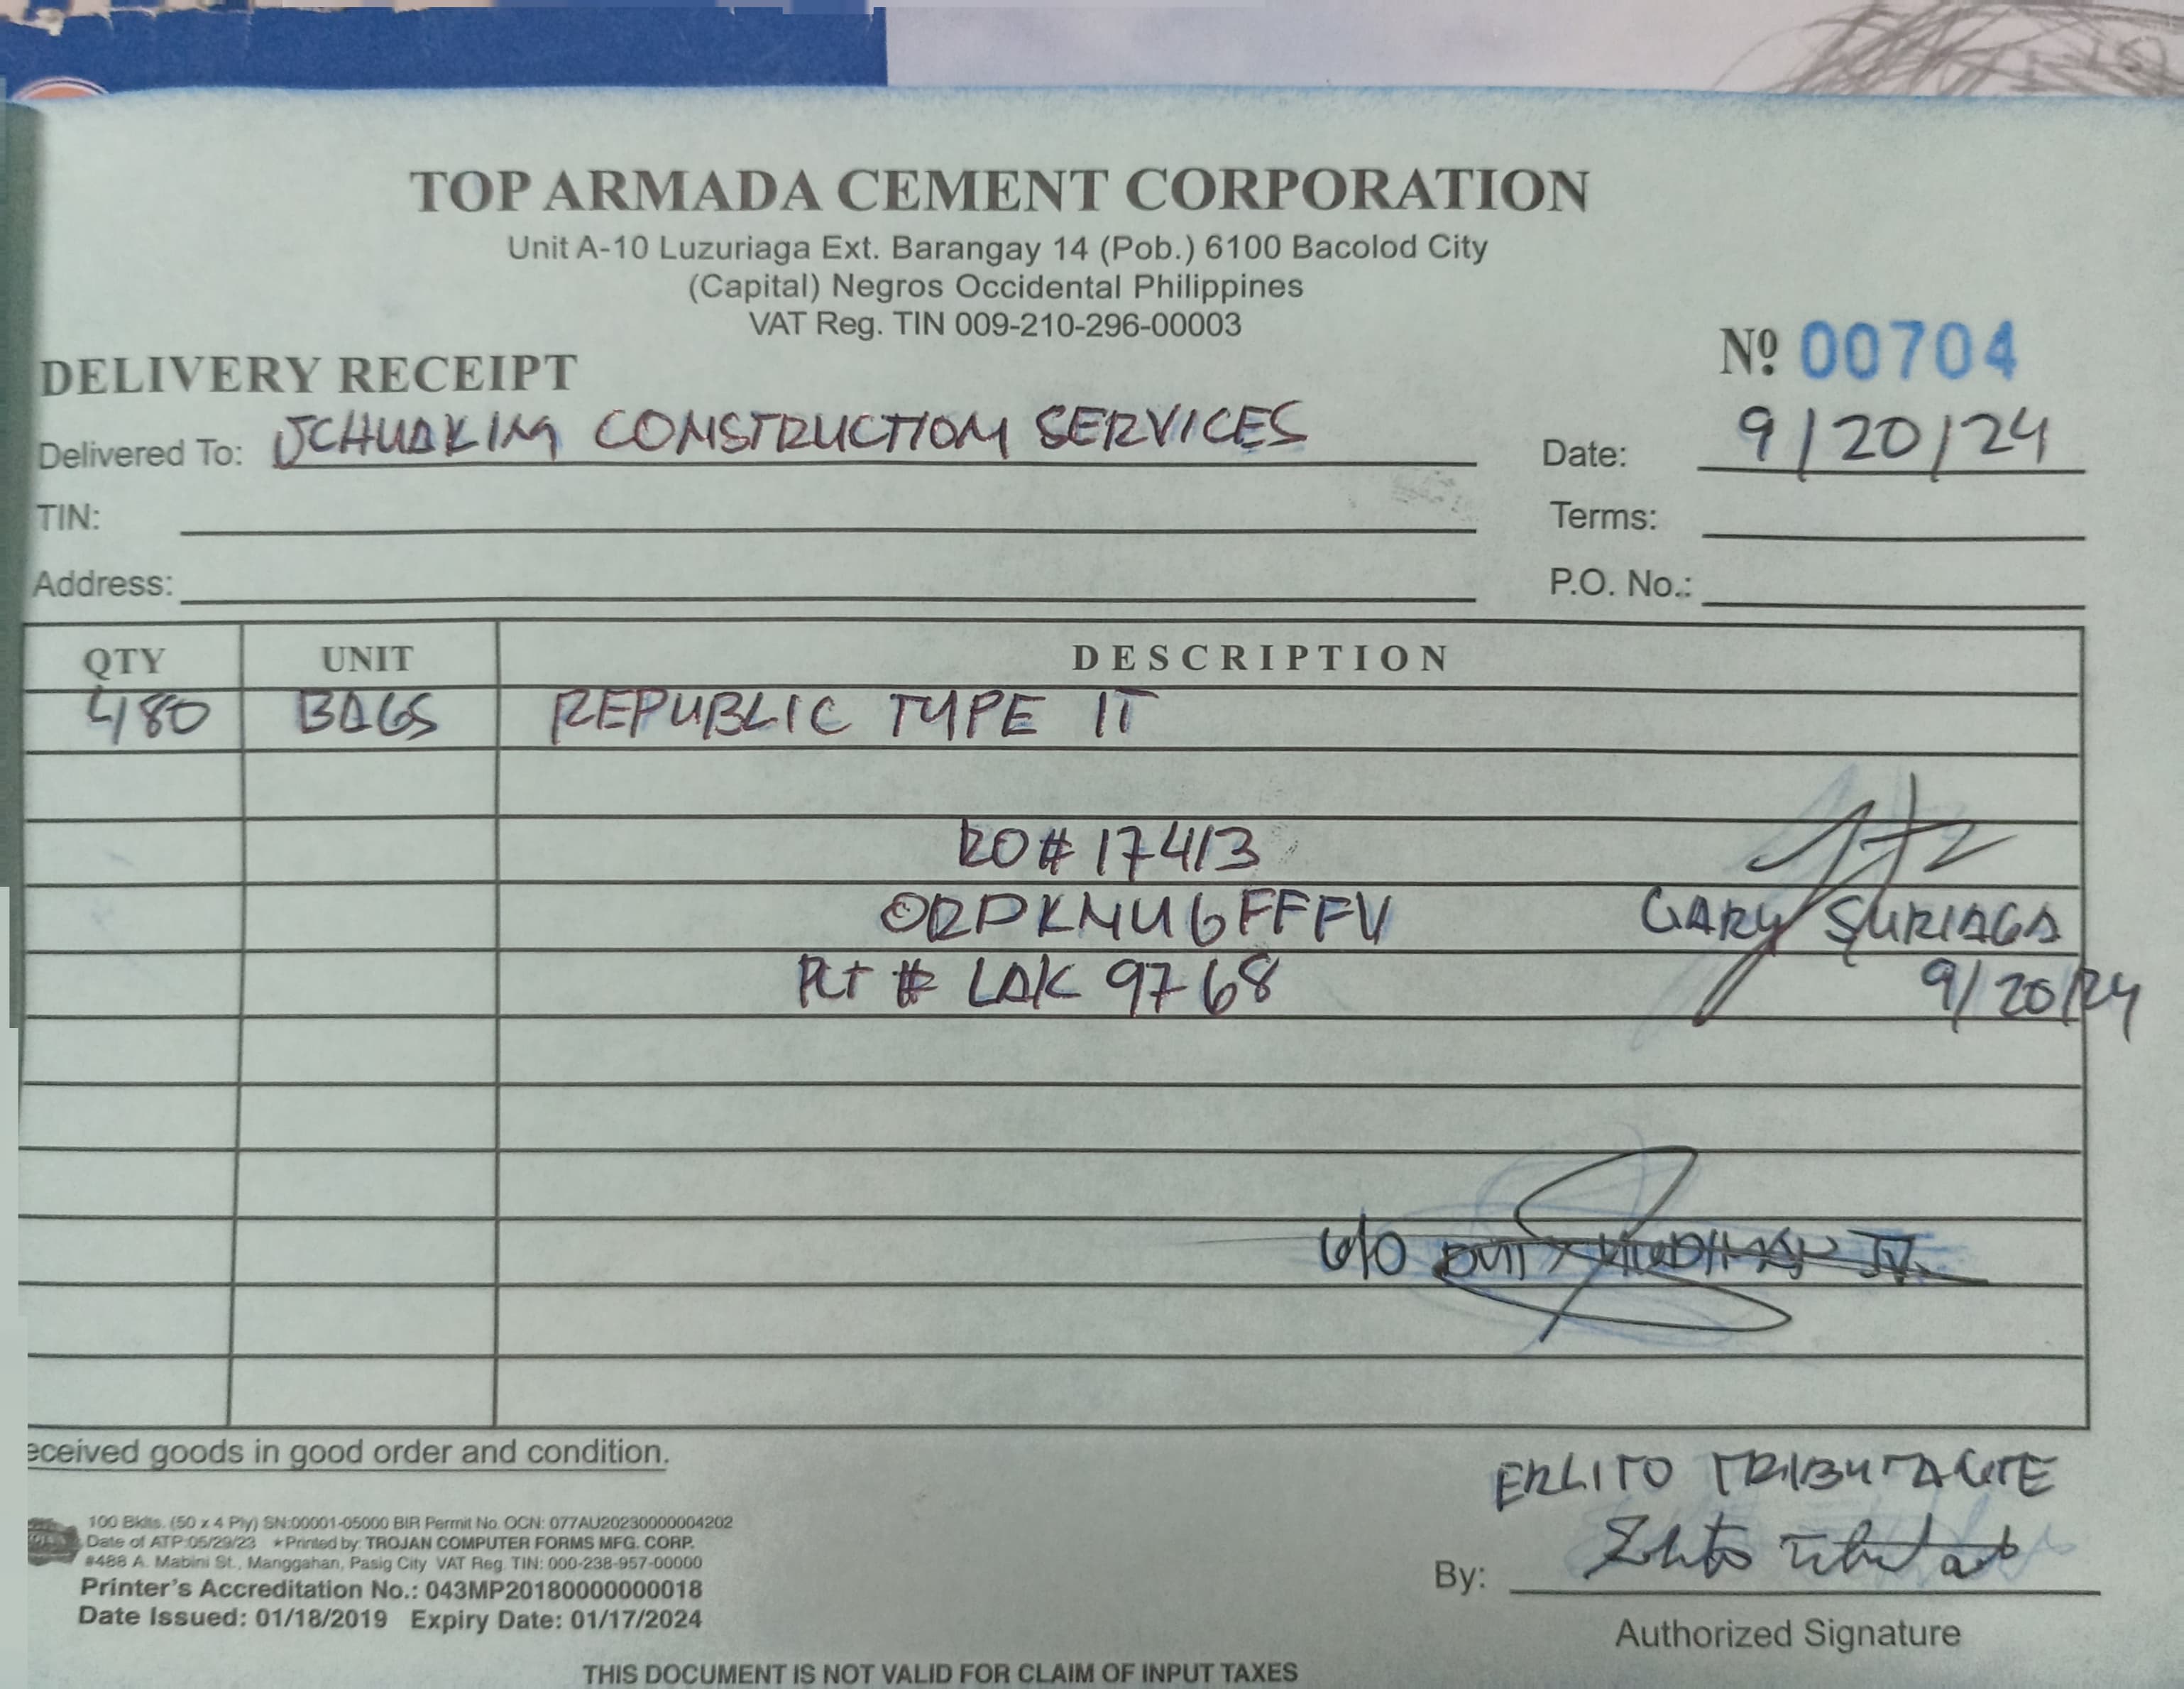 TOP ARMADA CEMENT CORPORATION
Unit A-10 Luzuriaga Ext. Barangay 14 (Pob.) 6100 Bacolod City
(Capital) Negros Occidental Philippines
VAT Reg. TIN 009-210-296-00003
DELIVERY RECEIPT
Nº 00704
Delivered To: JCHUAKING CONSTRUCTION SERVICES
Date: 9/20/24
TIN:
Terms:
Address:
P.O. No.:
QTY UNIT DESCRIPTION
480 BAGS REPUBLIC TYPE IT
RO# 17413
ORDKNU6FFFV GARY SURIAGA
PLT # LAK 9768 9/20/24
eceived goods in good order and condition.
ERLITO
100 Bklts. (50 x 4 Ply) SN:00001-05000 BIR Permit No. OCN: 077AU20230000004202
Date of ATP:05/29/23 ★Printed by: TROJAN COMPUTER FORMS MFG. CORP.
#488 A. Mabini St., Manggahan, Pasig City VAT Reg. TIN: 000-238-957-00000
Printer's Accreditation No.: 043MP20180000000018
Date Issued: 01/18/2019 Expiry Date: 01/17/2024
By:
Authorized Signature
THIS DOCUMENT IS NOT VALID FOR CLAIM OF INPUT TAXES